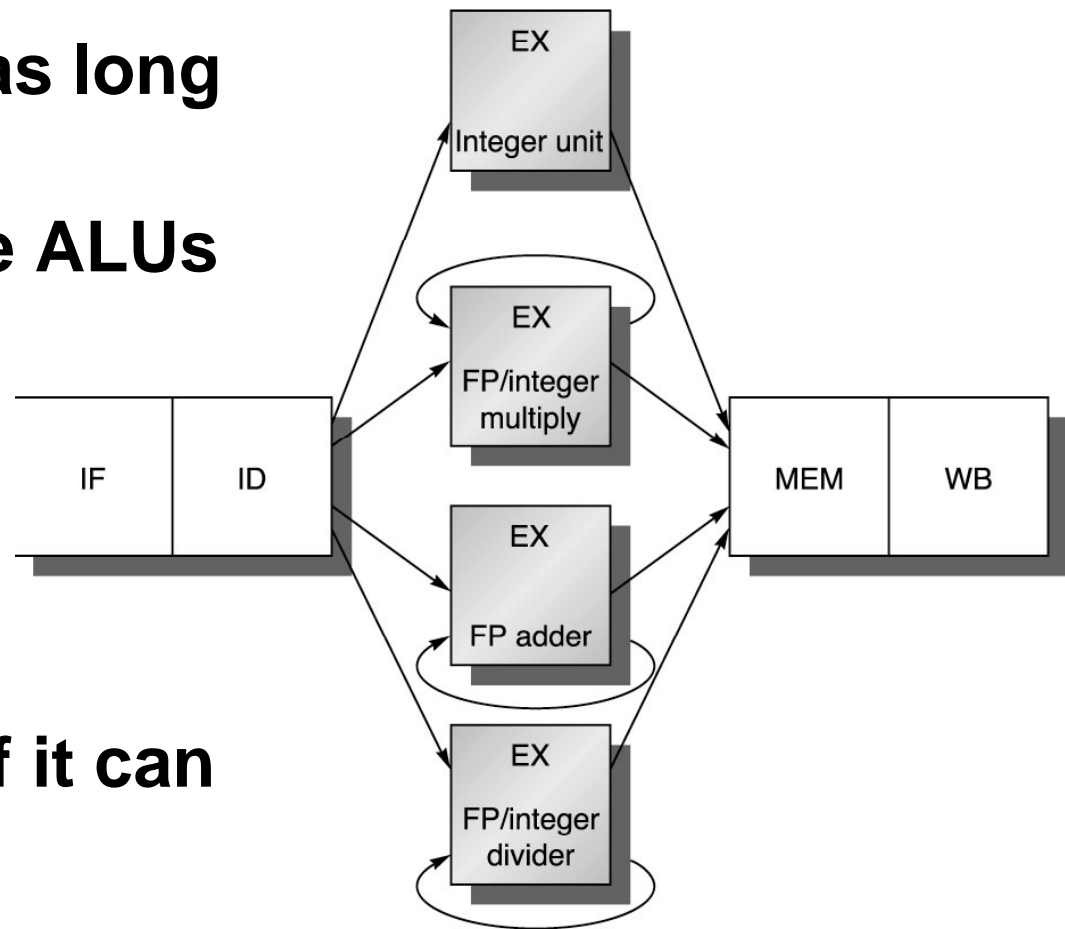 as long
e ALUs
f it can
EX
Integer unit
EX
FP/integer
multiply
IF
ID
MEM
WB
EX
FP adder
EX
FP/integer
divider